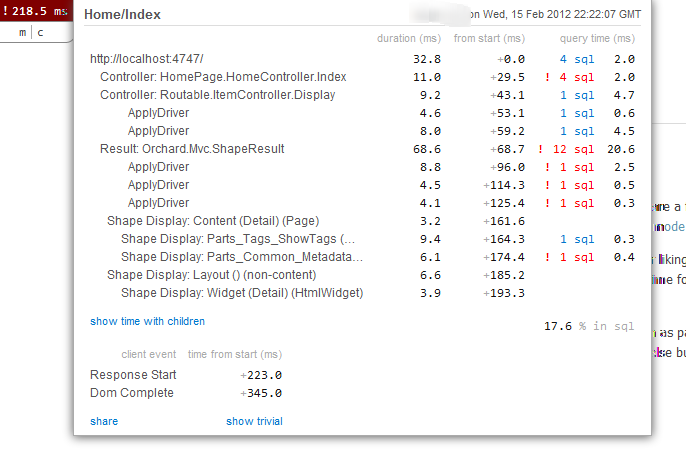 ! 218.5 ms
m | c
Home/Index on Wed, 15 Feb 2012 22:22:07 GMT
duration (ms) from start (ms) query time (ms)
http://localhost:4747/ 32.8 +0.0 4 sql 2.0
Controller: HomePage.HomeController.Index 11.0 +29.5 ! 4 sql 2.0
Controller: Routable.ItemController.Display 9.2 +43.1 1 sql 4.7
ApplyDriver 4.6 +53.1 1 sql 0.6
ApplyDriver 8.0 +59.2 1 sql 4.5
Result: Orchard.Mvc.ShapeResult 68.6 +68.7 ! 12 sql 20.6
ApplyDriver 8.8 +96.0 ! 1 sql 2.5
ApplyDriver 4.5 +114.3 ! 1 sql 0.5
ApplyDriver 4.1 +125.4 ! 1 sql 0.3
Shape Display: Content (Detail) (Page) 3.2 +161.6
Shape Display: Parts_Tags_ShowTags (... 9.4 +164.3 1 sql 0.3
Shape Display: Parts_Common_Metadata... 6.1 +174.4 ! 1 sql 0.4
Shape Display: Layout () (non-content) 6.6 +185.2
Shape Display: Widget (Detail) (HtmlWidget) 3.9 +193.3
show time with children 17.6 % in sql
client event time from start (ms)
Response Start +223.0
Dom Complete +345.0
share show trivial